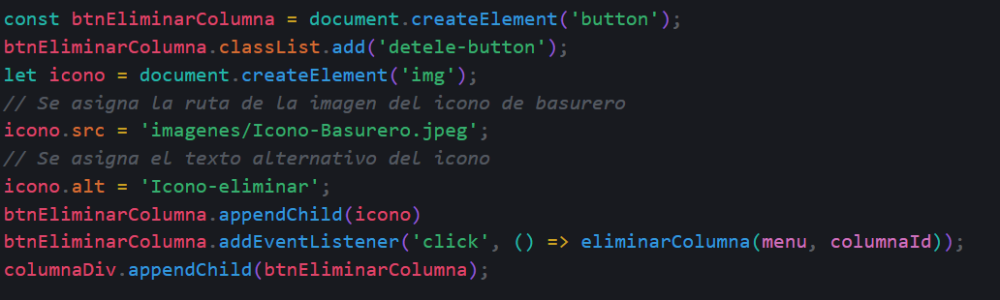 const btnEliminarColumna = document.createElement('button');
btnEliminarColumna.classList.add('detele-button');
let icono = document.createElement('img');
// Se asigna la ruta de la imagen del icono de basurero
icono.src = 'imagenes/Icono-Basurero.jpeg';
// Se asigna el texto alternativo del icono
icono.alt = 'Icono-eliminar';
btnEliminarColumna.appendChild(icono)
btnEliminarColumna.addEventListener('click', () => eliminarColumna(menu, columnaId));
columnaDiv.appendChild(btnEliminarColumna);